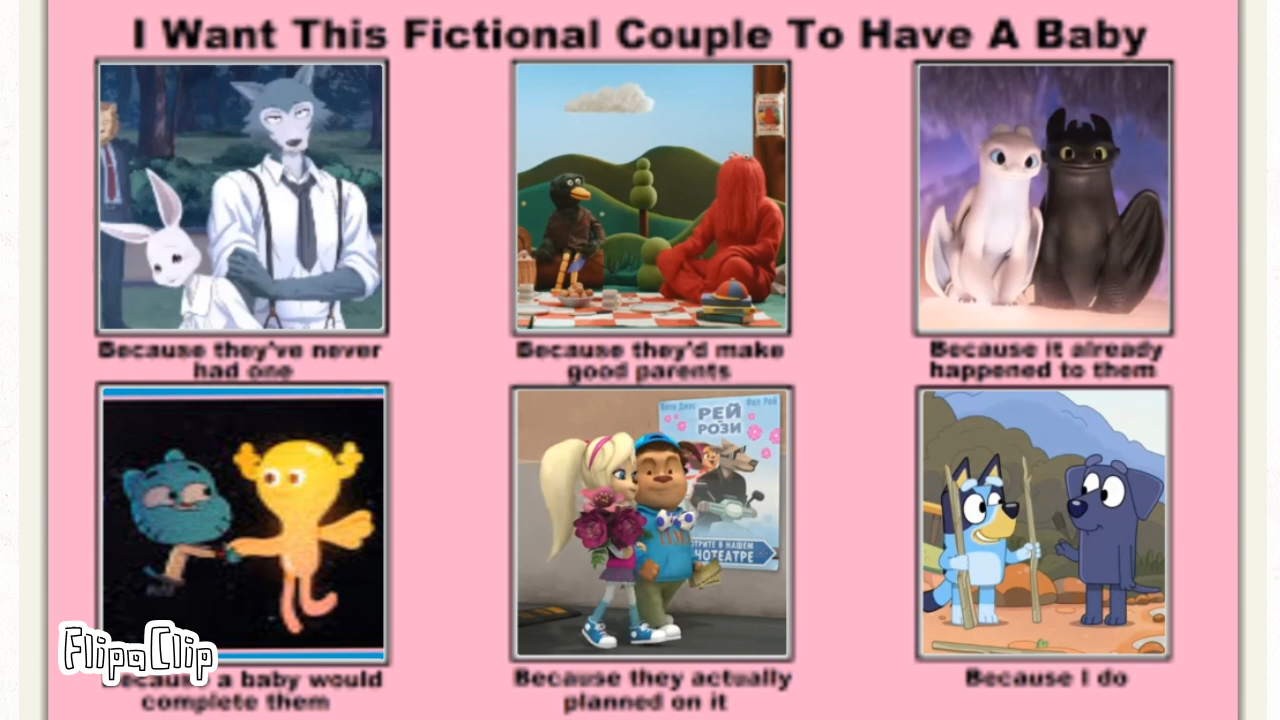 I Want This Fictional Couple To Have A Baby
Because they've never
had one
Because they'd make
good parents
Because it already
happened to them
РЕЙ
РОЗИ
НОТЕАТРЕ
FlipaClip
a baby would
complete them
Because they actually
planned on it
Because I do